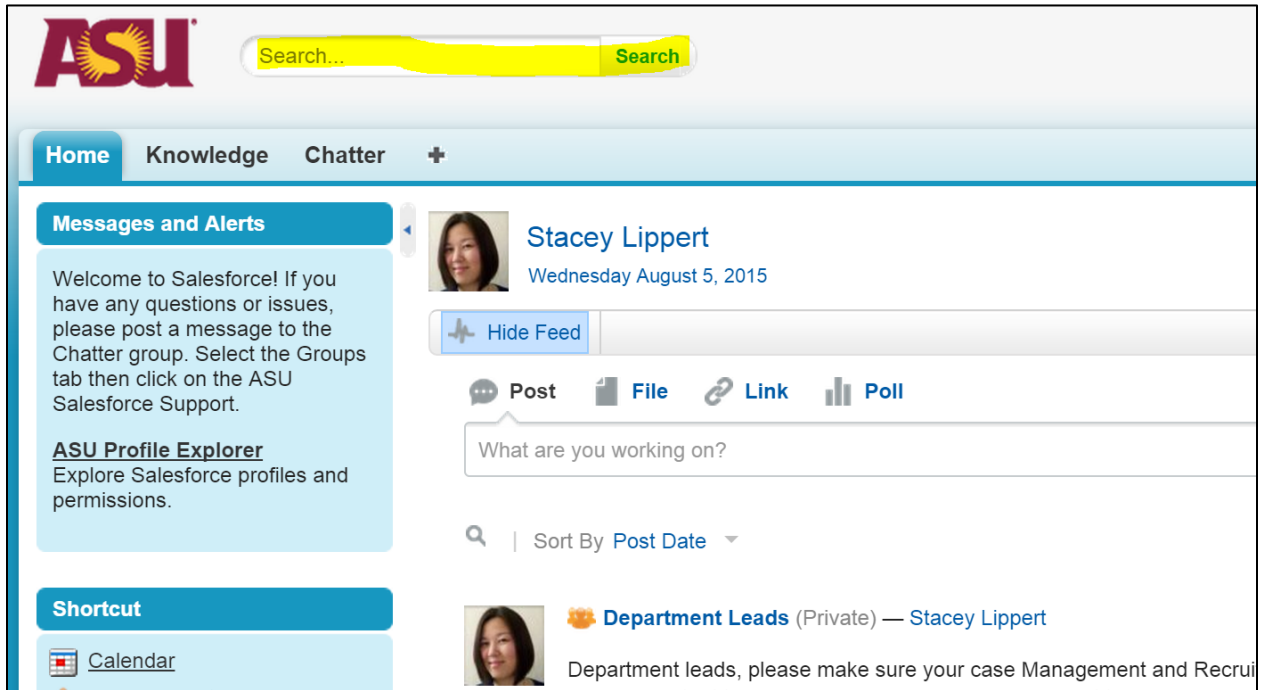 ASU
Search... Search
Home Knowledge Chatter
Messages and Alerts
Welcome to Salesforce! If you
have any questions or issues,
please post a message to the
Chatter group. Select the Groups
tab then click on the ASU
Salesforce Support.
ASU Profile Explorer
Explore Salesforce profiles and
permissions.
Shortcut
Calendar
Stacey Lippert
Wednesday August 5, 2015
Hide Feed
Post File Link Poll
What are you working on?
Sort By Post Date
Department Leads (Private) — Stacey Lippert
Department leads, please make sure your case Management and Recrui